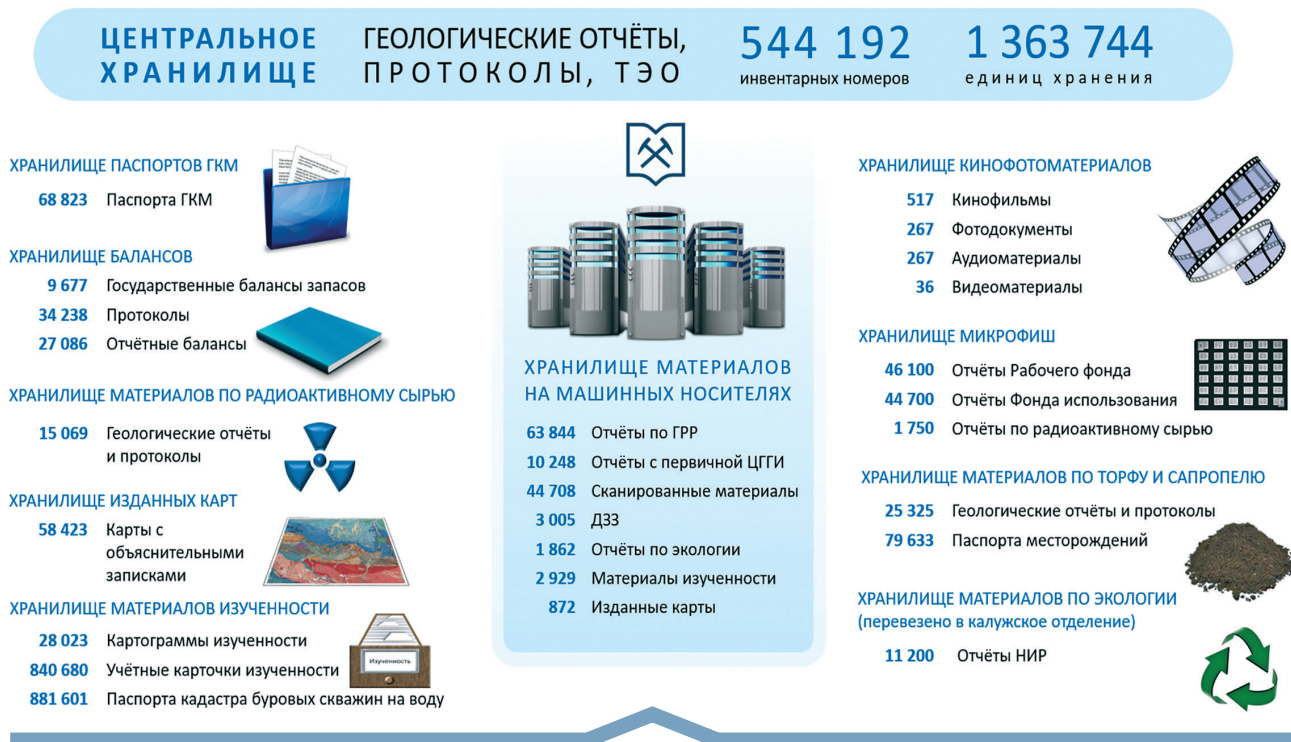 ЦЕНТРАЛЬНОЕ
ХРАНИЛИЩЕ
ГЕОЛОГИЧЕСКИЕ ОТЧЁТЫ,
ПРОТОКОЛЫ, ТЭО
544 192
инвентарных номеров
1 363 744
единиц хранения
ХРАНИЛИЩЕ ПАСПОРТОВ ГКМ
68 823 Паспорта ГКМ
ХРАНИЛИЩЕ БАЛАНСОВ
9 677 Государственные балансы запасов
34 238 Протоколы
27 086 Отчётные балансы
ХРАНИЛИЩЕ МАТЕРИАЛОВ ПО РАДИОАКТИВНОМУ СЫРЬЮ
15 069 Геологические отчёты
и протоколы
ХРАНИЛИЩЕ ИЗДАННЫХ КАРТ
58 423 Карты с
объяснительными
записками
ХРАНИЛИЩЕ МАТЕРИАЛОВ ИЗУЧЕННОСТИ
28 023 Картограммы изученности
840 680 Учётные карточки изученности
881 601 Паспорта кадастра буровых скважин на воду
Изученность
ХРАНИЛИЩЕ МАТЕРИАЛОВ
НА МАШИННЫХ НОСИТЕЛЯХ
63 844 Отчёты по ГРР
10 248 Отчёты с первичной ЦГГИ
44 708 Сканированные материалы
3 005 ДЗЗ
1 862 Отчёты по экологии
2 929 Материалы изученности
872 Изданные карты
ХРАНИЛИЩЕ КИНОФОТОМАТЕРИАЛОВ
517 Кинофильмы
267 Фотодокументы
267 Аудиоматериалы
36 Видеоматериалы
ХРАНИЛИЩЕ МИКРОФИШ
46 100 Отчёты Рабочего фонда
44 700 Отчёты Фонда использования
1 750 Отчёты по радиоактивному сырью
ХРАНИЛИЩЕ МАТЕРИАЛОВ ПО ТОРФУ И САПРОПЕЛЮ
25 325 Геологические отчёты и протоколы
79 633 Паспорта месторождений
ХРАНИЛИЩЕ МАТЕРИАЛОВ ПО ЭКОЛОГИИ
(перевезено в калужское отделение)
11 200 Отчёты НИР